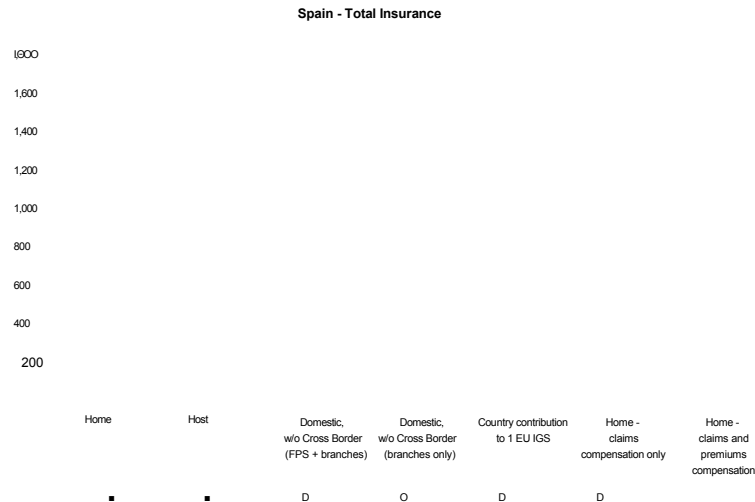 Spain - Total Insurance
1,600
1,400
1,200
1,000
800
600
400
200
Home Host Domestic, Domestic, Country contribution Home - Home -
w/o Cross Border w/o Cross Border to 1 EU IGS claims claims and
(FPS + branches) (branches only) compensation only premiums
compensation
D O D D